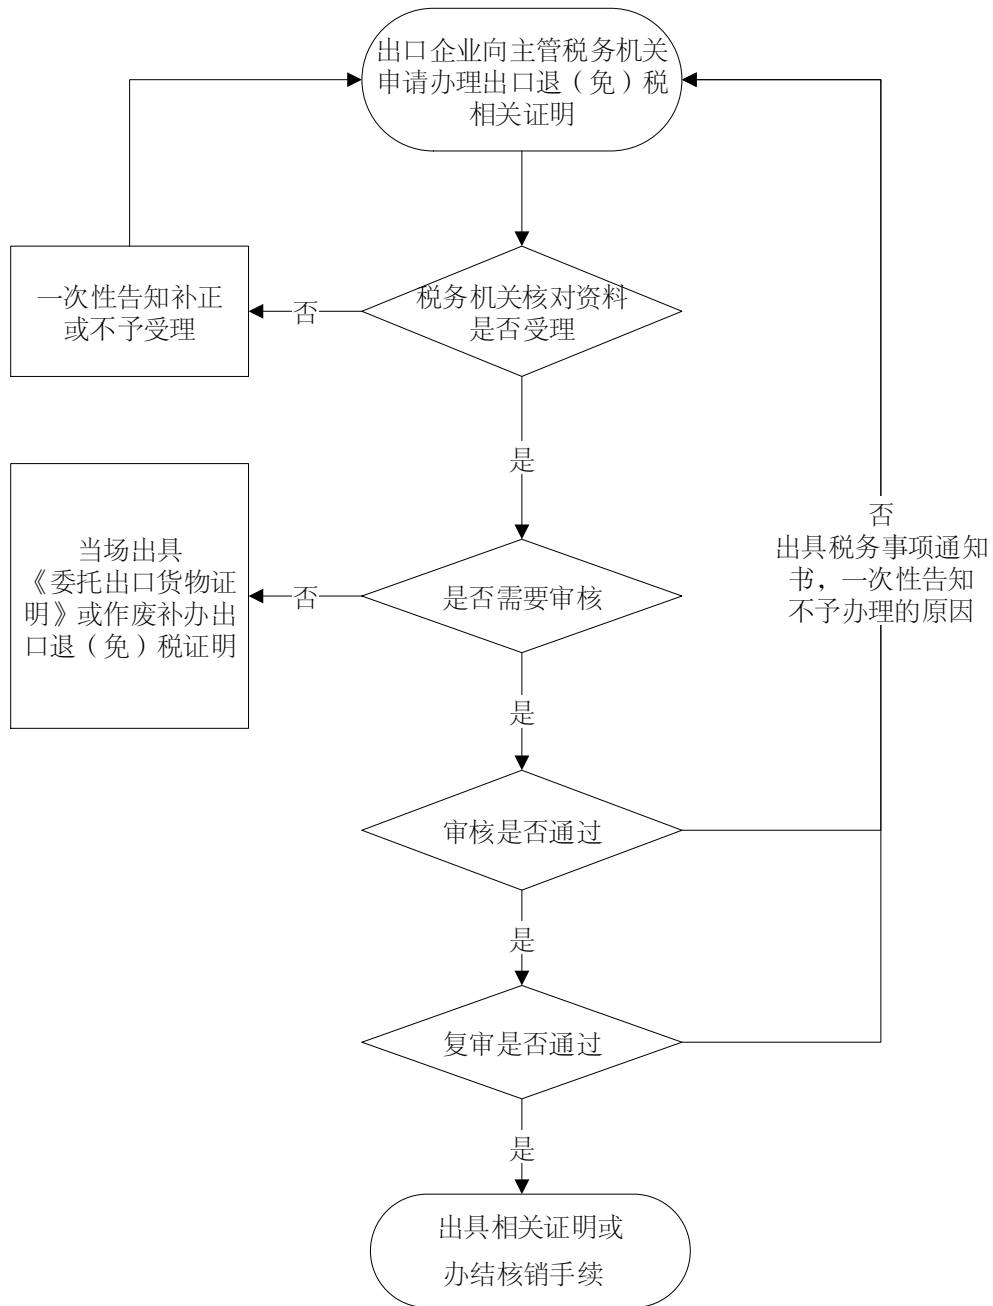 出口企业向主管税务机关
申请办理出口退（免）税
相关证明
一次性告知补正
或不予受理
否
税务机关核对资料
是否受理
是
当场出具
《委托出口货物证
明》或作废补办出
口退（免）税证明
否
是否需要审核
否
出具税务事项通知
书，一次性告知
不予办理的原因
是
审核是否通过
是
复审是否通过
是
出具相关证明或
办结核销手续